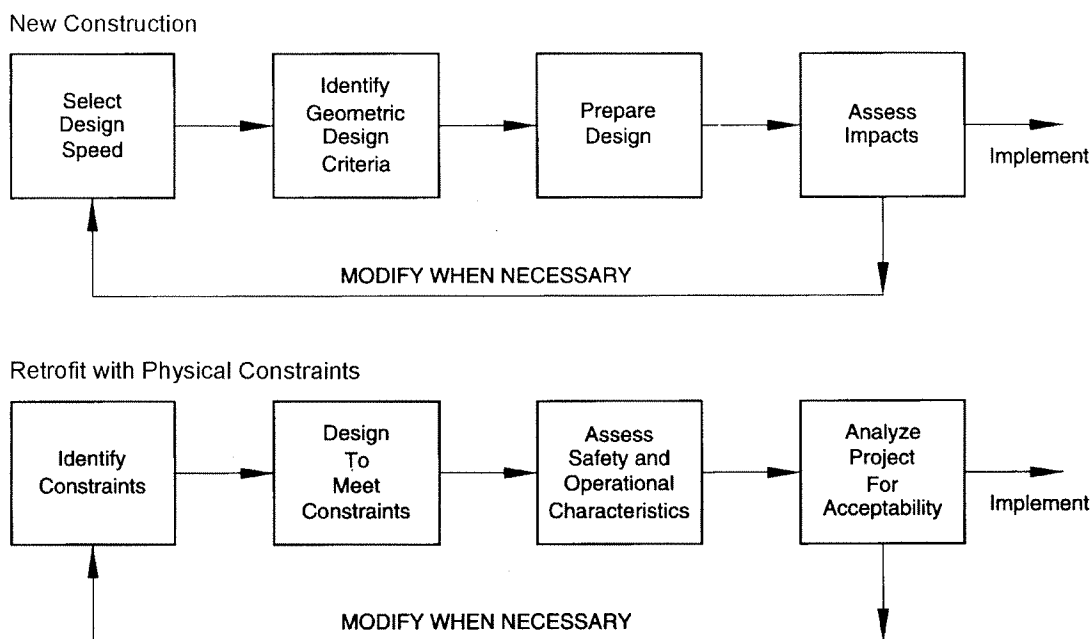 New Construction
Select
Design
Speed
Identify
Geometric
Design
Criteria
Prepare
Design
Assess
Impacts
Implement
MODIFY WHEN NECESSARY
Retrofit with Physical Constraints
Identify
Constraints
Design
To
Meet
Constraints
Assess
Safety and
Operational
Characteristics
Analyze
Project
For
Acceptability
Implement
MODIFY WHEN NECESSARY